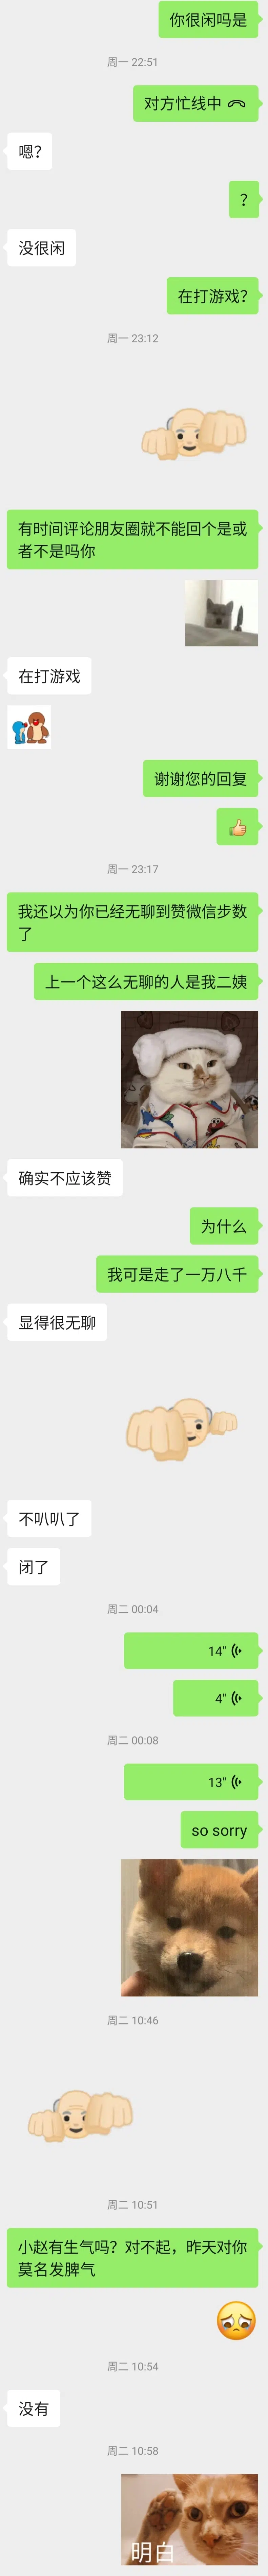 你很闲吗是
周一 22:51
对方忙线中
嗯？
？
没很闲
在打游戏？
周一 23:12
有时间评论朋友圈就不能回个是或
者不是吗你
在打游戏
谢谢您的回复
周一 23:17
我还以为你已经无聊到赞微信步数
了
上一个这么无聊的人是我二姨
确实不应该赞
为什么
我可是走了一万八千
显得很无聊
不叭叭了
闭了
周二 00:04
14"
4"
周二 00:08
13"
so sorry
周二 10:46
周二 10:51
小赵有生气吗？对不起，昨天对你
莫名发脾气
周二 10:54
没有
周二 10:58
明白